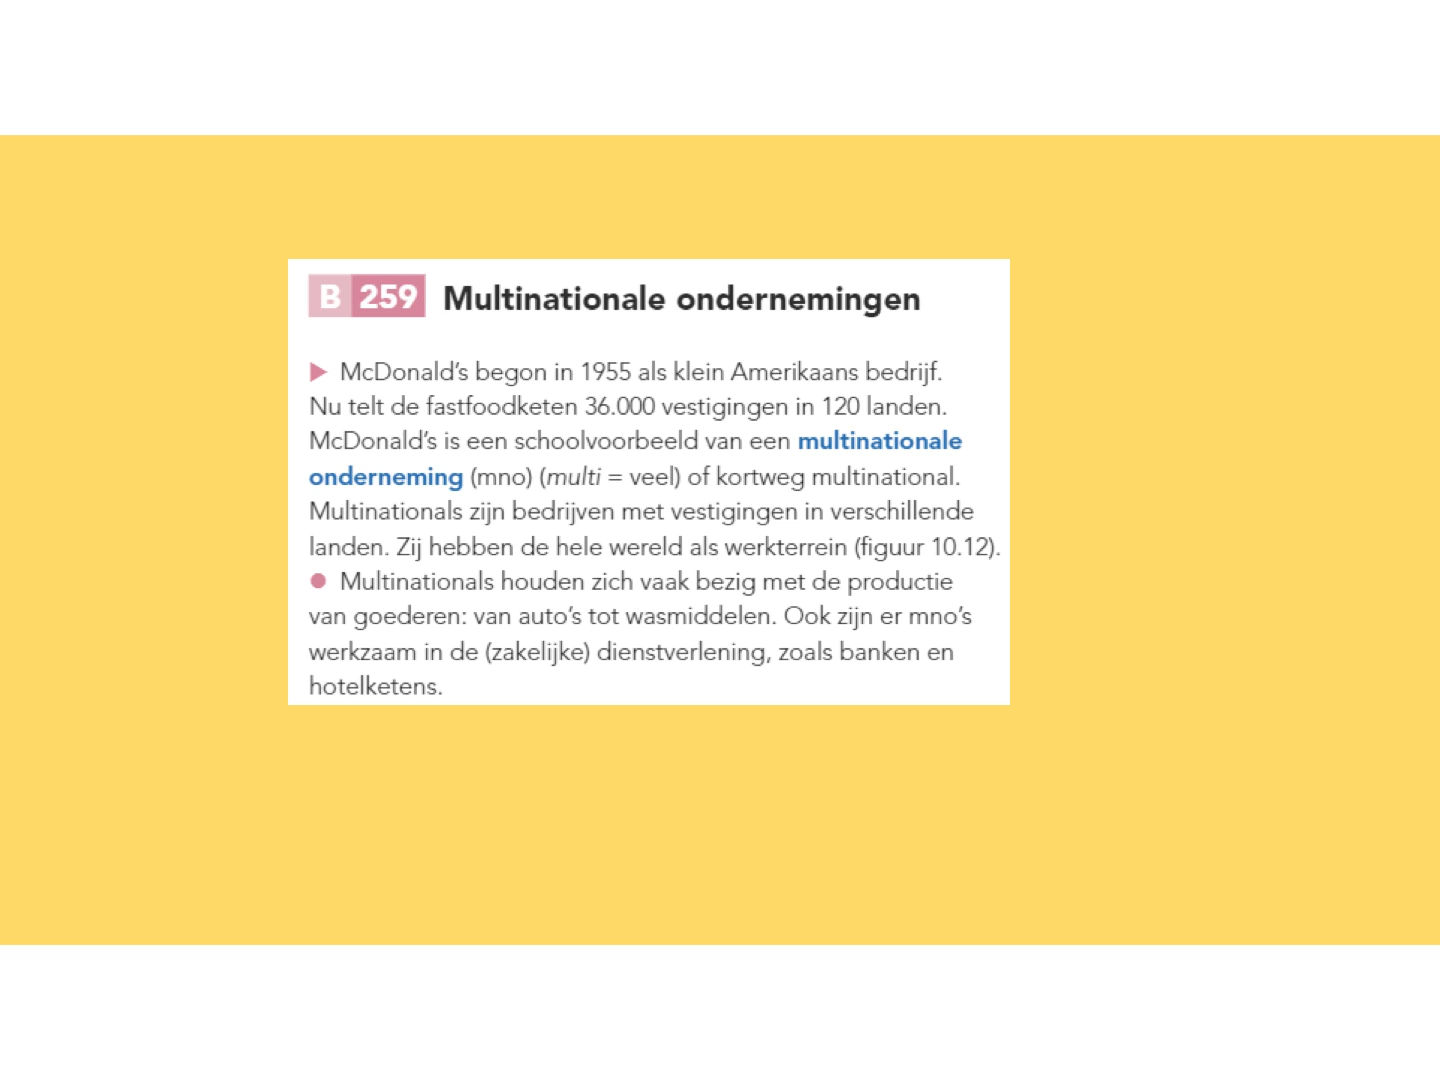 B 259 Multinationale ondernemingen
▶ McDonald’s begon in 1955 als klein Amerikaans bedrijf.
Nu telt de fastfoodketen 36.000 vestigingen in 120 landen.
McDonald’s is een schoolvoorbeeld van een multinationale
onderneming (mno) (multi = veel) of kortweg multinational.
Multinationals zijn bedrijven met vestigingen in verschillende
landen. Zij hebben de hele wereld als werkterrein (figuur 10.12).
● Multinationals houden zich vaak bezig met de productie
van goederen: van auto’s tot wasmiddelen. Ook zijn er mno’s
werkzaam in de (zakelijke) dienstverlening, zoals banken en
hotelketens.